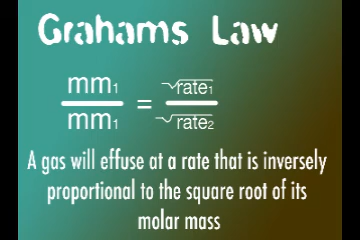 Grahams Law
mm₁ / mm₁ = √rate₁ / √rate₂
A gas will effuse at a rate that is inversely
proportional to the square root of its
molar mass